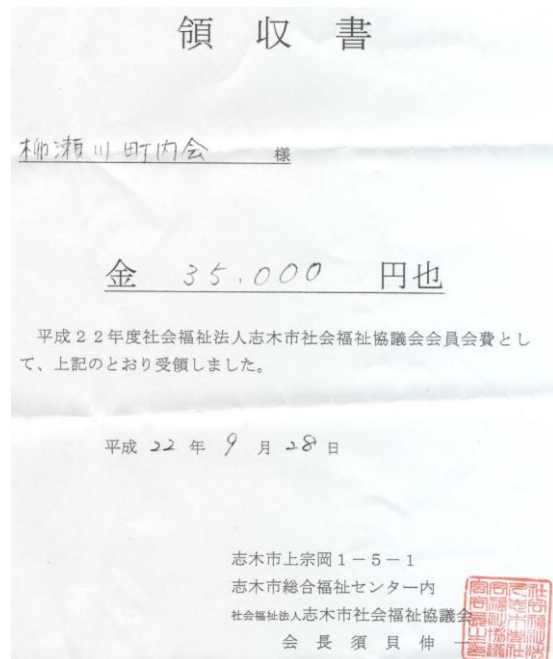 領収書
柳瀬川町内会 様
金 35,000 円也
平成22年度社会福祉法人志木市社会福祉協議会会員会費とし
て、上記のとおり受領しました。
平成 22 年 9 月 28 日
志木市上宗岡1-5-1
志木市総合福祉センター内
社会福祉法人志木市社会福祉協議会
会長 須貝伸一